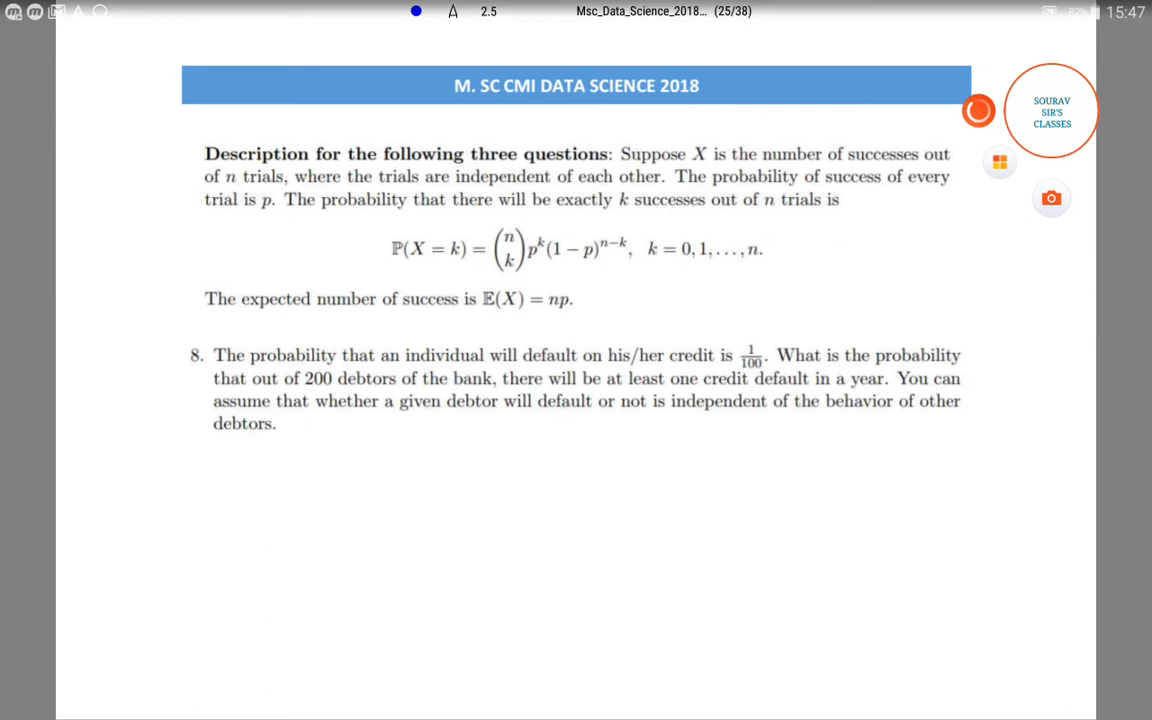 2.5 Msc_Data_Science_2018... (25/38) 82% 15:47
M. SC CMI DATA SCIENCE 2018
SOURAV
SIR'S
CLASSES
Description for the following three questions: Suppose X is the number of successes out
of n trials, where the trials are independent of each other. The probability of success of every
trial is p. The probability that there will be exactly k successes out of n trials is
ℙ(X = k) = (n k) p^k (1 − p)^{n−k}, k = 0, 1, . . . , n.
The expected number of success is 𝔼(X) = np.
8. The probability that an individual will default on his/her credit is 1/100. What is the probability
that out of 200 debtors of the bank, there will be at least one credit default in a year. You can
assume that whether a given debtor will default or not is independent of the behavior of other
debtors.